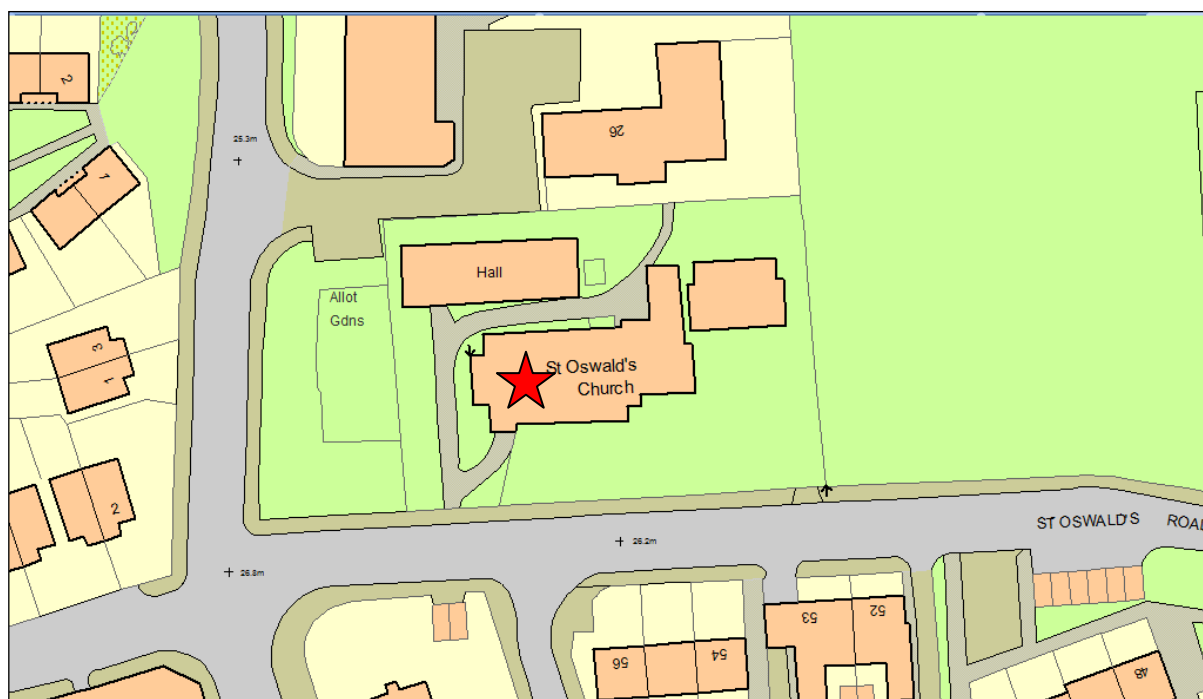 2
25.3m
26
1
Hall
Allot
Gdns
3
1
St Oswald's
Church
2
ST OSWALD'S ROAD
26.2m
26.8m
53
52
56
54
48